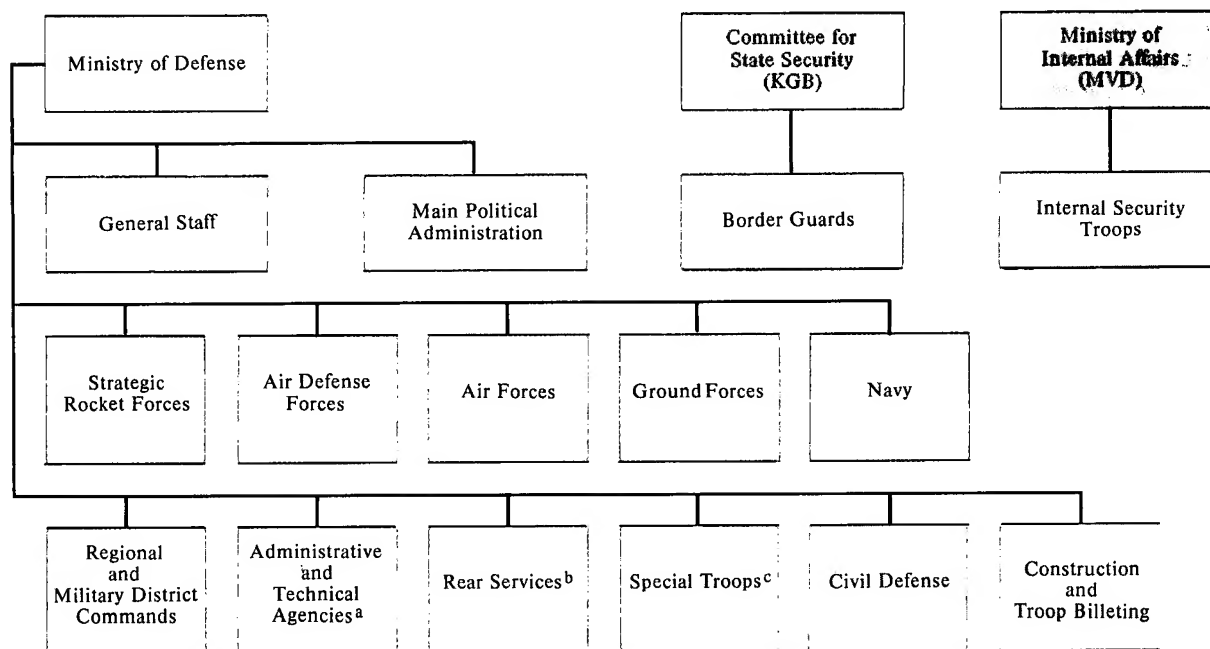 Ministry of Defense
Committee for
State Security
(KGB)
Ministry of
Internal Affairs
(MVD)
General Staff
Main Political
Administration
Border Guards
Internal Security
Troops
Strategic
Rocket Forces
Air Defense
Forces
Air Forces
Ground Forces
Navy
Regional
and
Military District
Commands
Administrative
and
Technical
Agencies a
Rear Services b
Special Troops c
Civil Defense
Construction
and
Troop Billeting